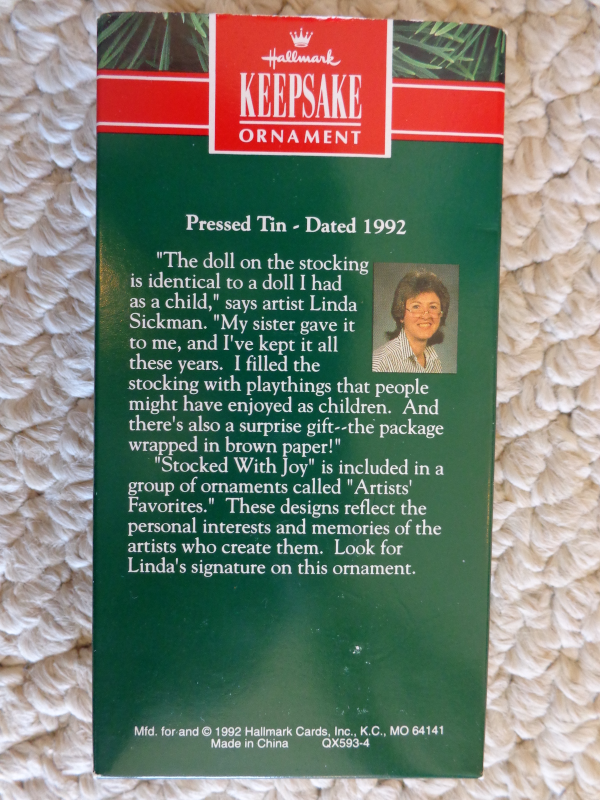 Hallmark
KEEPSAKE
ORNAMENT
Pressed Tin - Dated 1992
"The doll on the stocking
is identical to a doll I had
as a child," says artist Linda
Sickman. "My sister gave it
to me, and I've kept it all
these years. I filled the
stocking with playthings that people
might have enjoyed as children. And
there's also a surprise gift--the package
wrapped in brown paper!"
"Stocked With Joy" is included in a
group of ornaments called "Artists'
Favorites." These designs reflect the
personal interests and memories of the
artists who create them. Look for
Linda's signature on this ornament.
Mfd. for and © 1992 Hallmark Cards, Inc., K.C., MO 64141
Made in China QX593-4